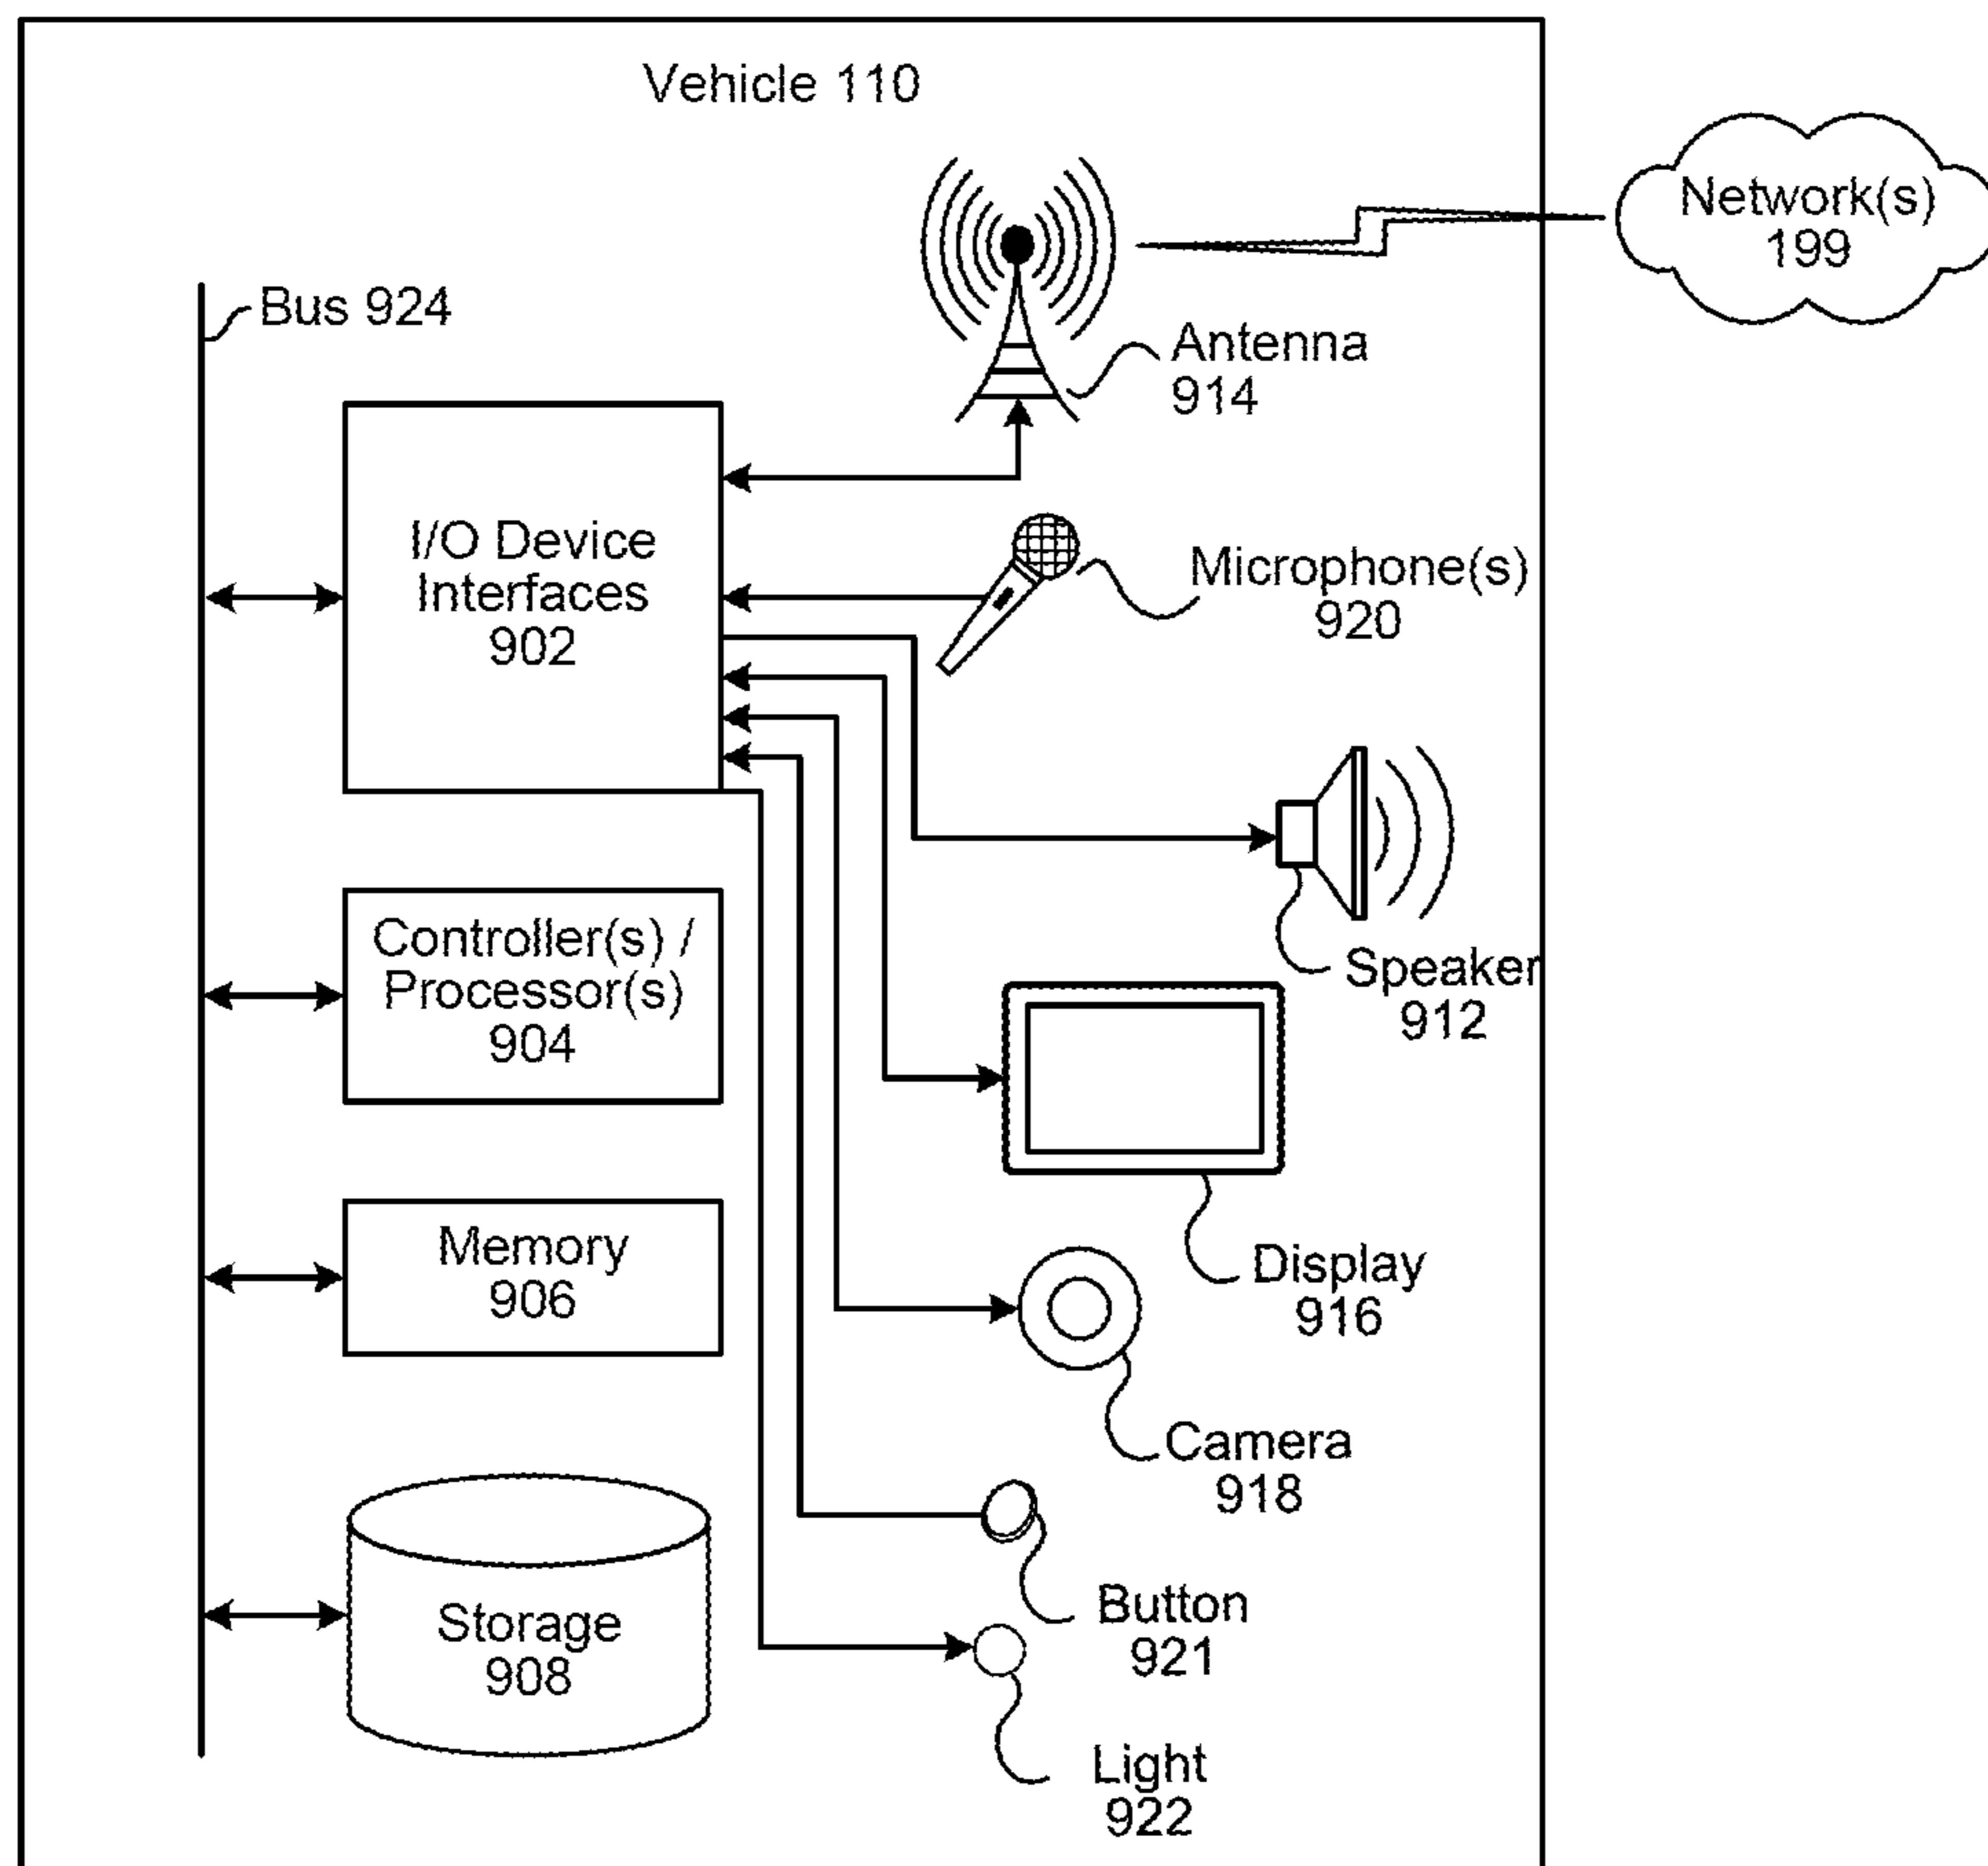 Vehicle 110
Network(s)
199
Bus 924
Antenna
914
I/O Device
Interfaces
902
Microphone(s)
920
Controller(s) /
Processor(s)
904
Speaker
912
Memory
906
Display
916
Camera
918
Storage
908
Button
921
Light
922